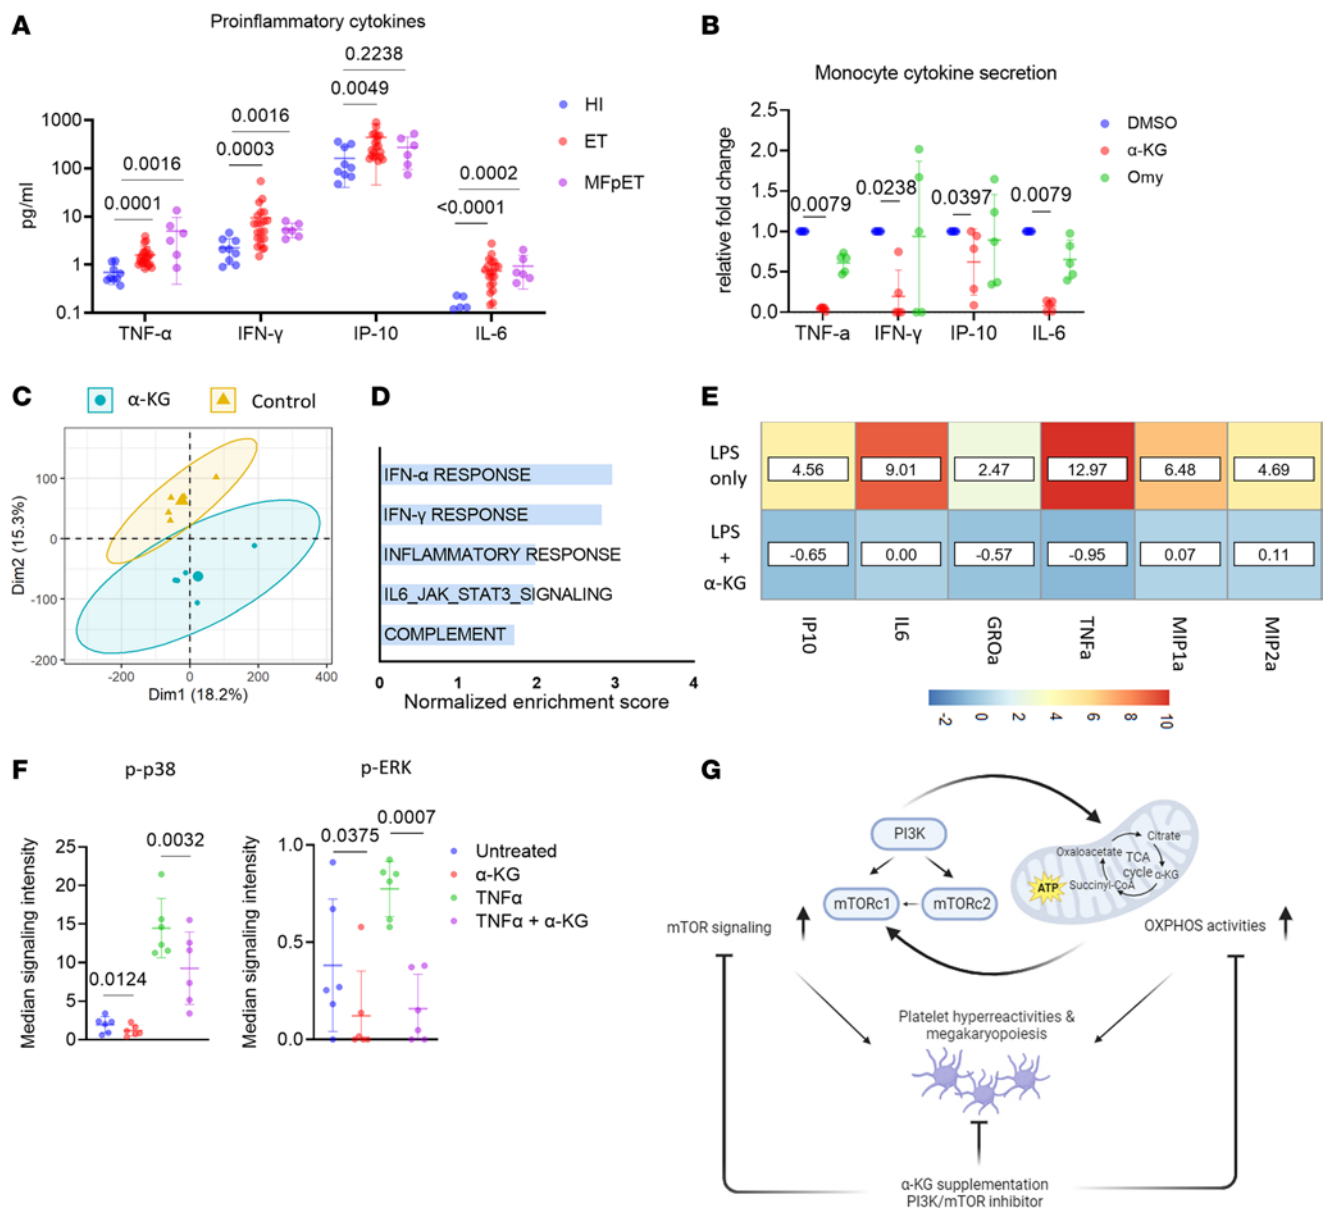 A
Proinflammatory cytokines
0.2238
0.0049
0.0016
0.0003
0.0016
0.0001
0.0002
<0.0001
HI
ET
MFpET
pg/ml
1000
100
10
1
0.1
TNF-α
IFN-γ
IP-10
IL-6
B
Monocyte cytokine secretion
DMSO
α-KG
Omy
relative fold change
2.5
2.0
1.5
1.0
0.5
0.0
0.0079
0.0238
0.0397
0.0079
TNF-a
IFN-γ
IP-10
IL-6
C
α-KG
Control
Dim2 (15.3%)
100
0
-100
-200
-200
0
200
400
Dim1 (18.2%)
D
IFN-α RESPONSE
IFN-γ RESPONSE
INFLAMMATORY RESPONSE
IL6_JAK_STAT3_SIGNALING
COMPLEMENT
0
1
2
3
4
Normalized enrichment score
E
LPS
only
4.56
9.01
2.47
12.97
6.48
4.69
LPS
+
α-KG
-0.65
0.00
-0.57
-0.95
0.07
0.11
IP10
IL6
GROa
TNFa
MIP1a
MIP2a
-2
0
2
4
6
8
10
F
p-p38
Median signaling intensity
25
20
15
10
5
0
0.0124
0.0032
p-ERK
Median signaling intensity
1.0
0.5
0.0
0.0375
0.0007
Untreated
α-KG
TNFα
TNFα + α-KG
G
PI3K
mTORc1
mTORc2
Citrate
Oxaloacetate
TCA
cycle
α-KG
Succinyl-CoA
ATP
mTOR signaling
OXPHOS activities
Platelet hyperreactivities &
megakaryopoiesis
α-KG supplementation
PI3K/mTOR inhibitor